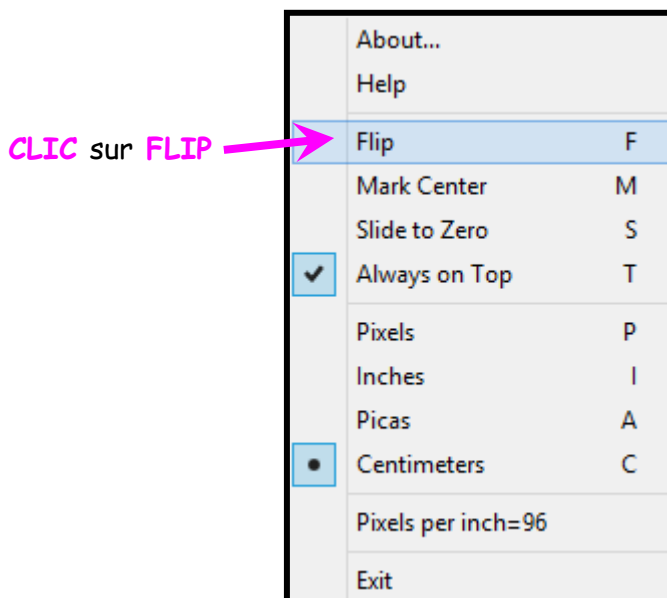 About...
Help
CLIC sur FLIP
Flip F
Mark Center M
Slide to Zero S
Always on Top T
Pixels P
Inches I
Picas A
Centimeters C
Pixels per inch=96
Exit